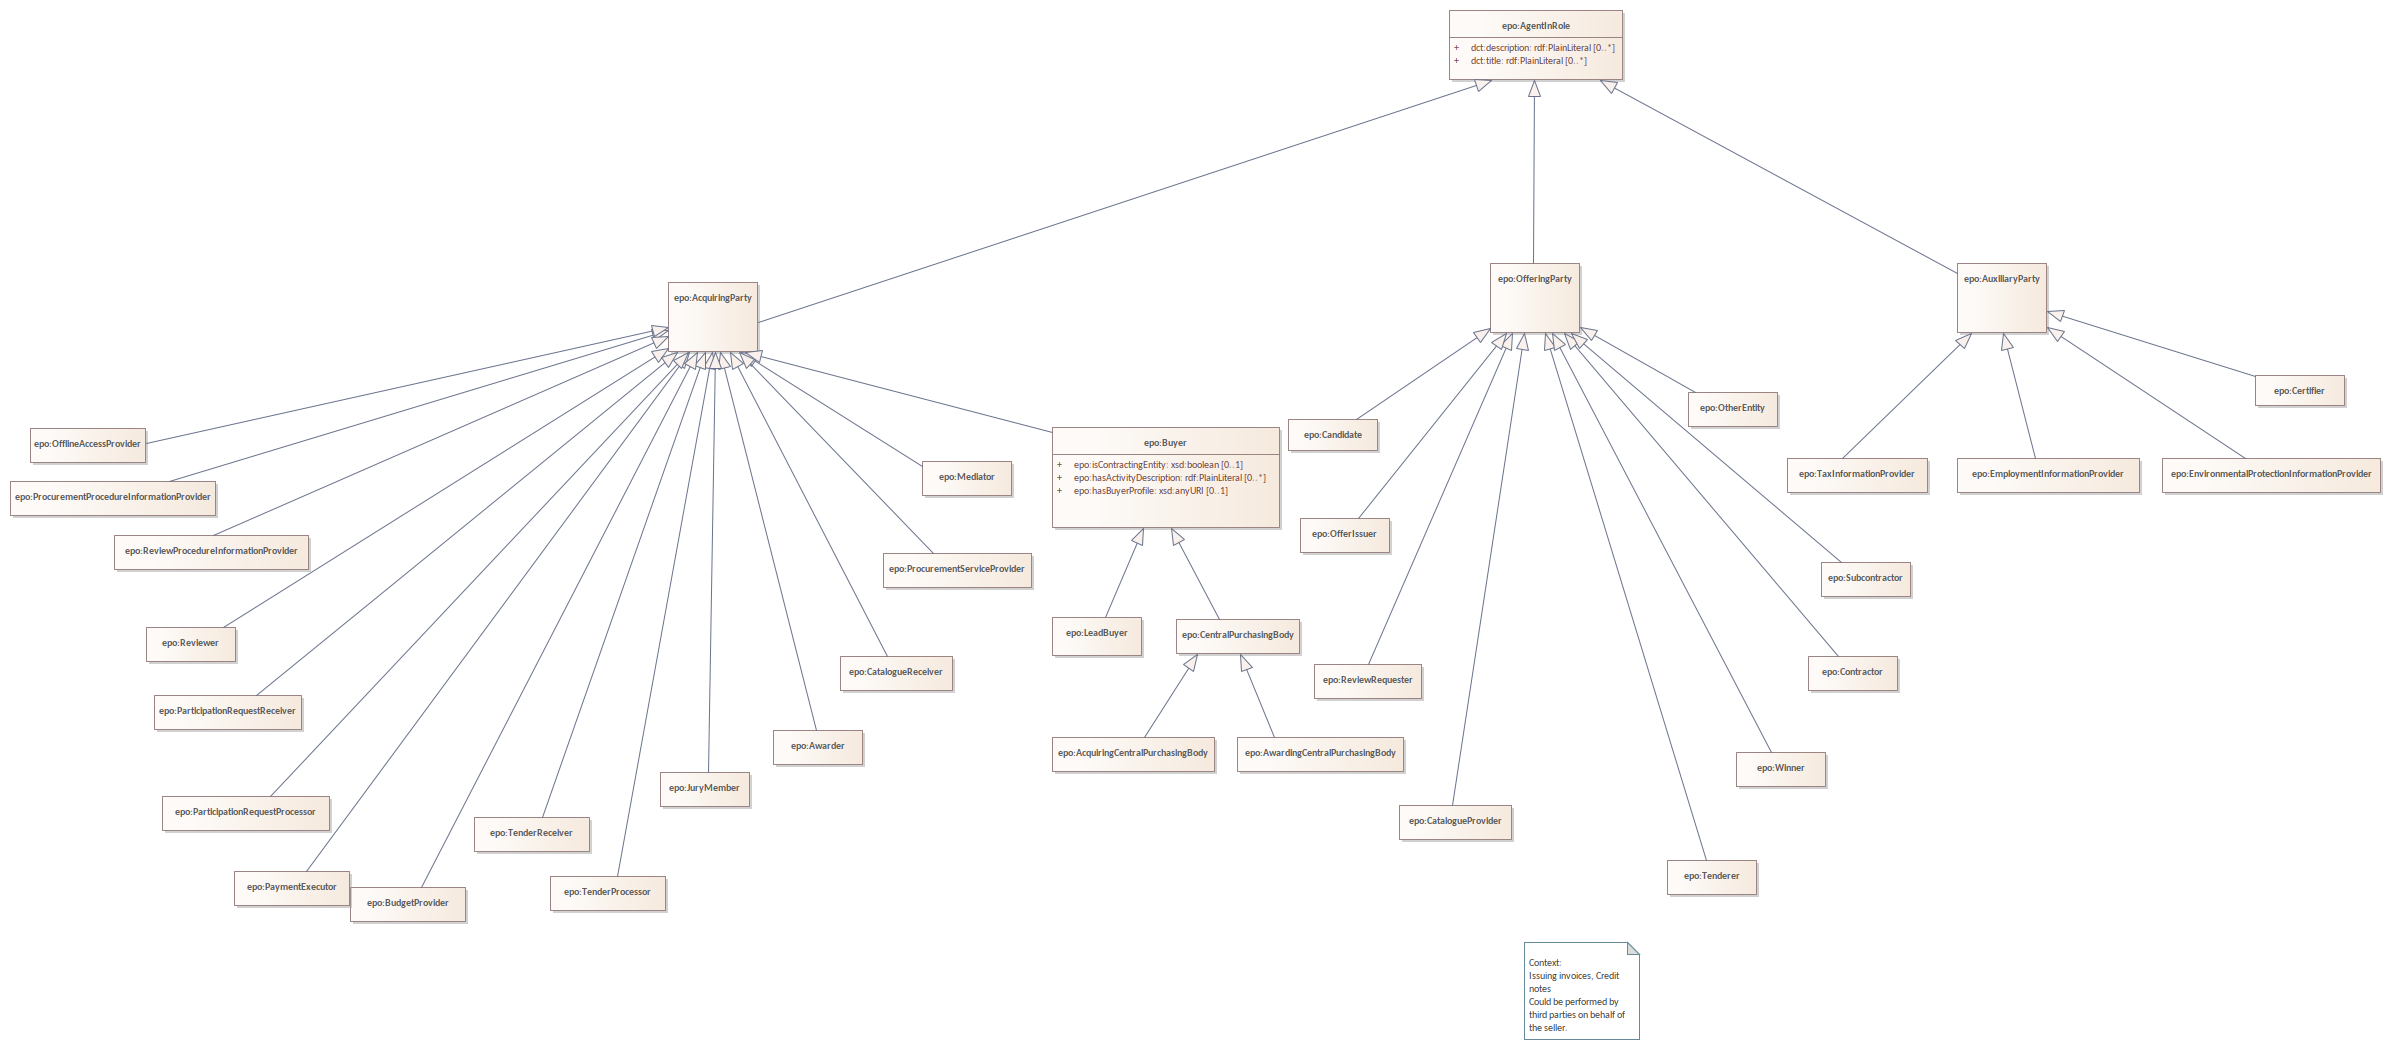 epo:AgentInRole
+ dct:description: rdf:PlainLiteral [0..*]
+ dct:title: rdf:PlainLiteral [0..*]
epo:OfferingParty
epo:AuxiliaryParty
epo:AcquiringParty
epo:Certifier
epo:OtherEntity
epo:Candidate
epo:OfflineAccessProvider
epo:Buyer
+ epo:isContractingEntity: xsd:boolean [0..1]
+ epo:hasActivityDescription: rdf:PlainLiteral [0..*]
+ epo:hasBuyerProfile: xsd:anyURI [0..1]
epo:Mediator
epo:TaxInformationProvider
epo:EmploymentInformationProvider
epo:EnvironmentalProtectionInformationProvider
epo:ProcurementProcedureInformationProvider
epo:OfferIssuer
epo:ReviewProcedureInformationProvider
epo:ProcurementServiceProvider
epo:Subcontractor
epo:LeadBuyer
epo:CentralPurchasingBody
epo:Reviewer
epo:CatalogueReceiver
epo:ReviewRequester
epo:Contractor
epo:ParticipationRequestReceiver
epo:Awarder
epo:AcquiringCentralPurchasingBody
epo:AwardingCentralPurchasingBody
epo:Winner
epo:JuryMember
epo:ParticipationRequestProcessor
epo:CatalogueProvider
epo:TenderReceiver
epo:Tenderer
epo:PaymentExecutor
epo:TenderProcessor
epo:BudgetProvider
Context:
Issuing invoices, Credit
notes
Could be performed by
third parties on behalf of
the seller.